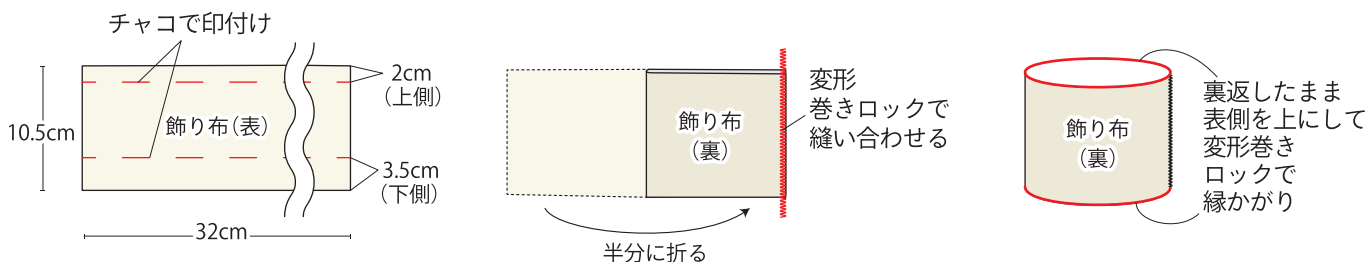 チャコで印付け
10.5cm
飾り布(表)
2cm
(上側)
3.5cm
(下側)
32cm
飾り布
(裏)
変形
巻きロックで
縫い合わせる
半分に折る
飾り布
(裏)
裏返したまま
表側を上にして
変形巻き
ロックで
縁かがり